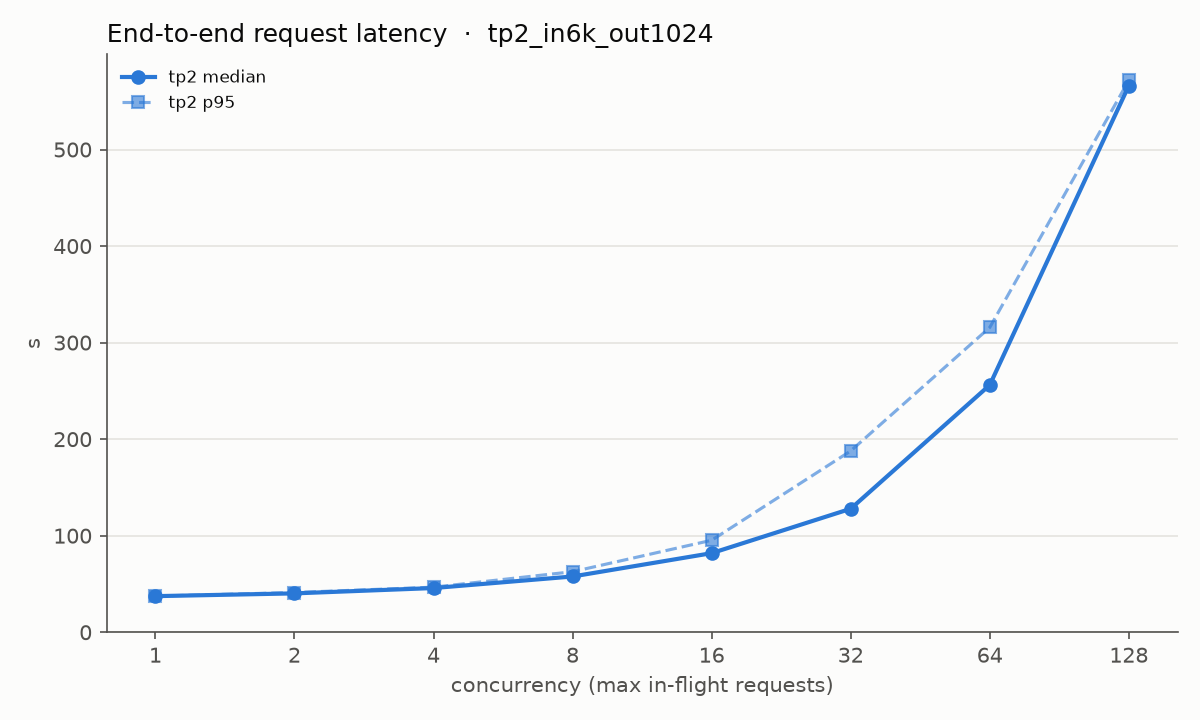 End-to-end request latency · tp2_in6k_out1024
tp2 median
tp2 p95
500
400
300
200
100
0
s
1 2 4 8 16 32 64 128
concurrency (max in-flight requests)